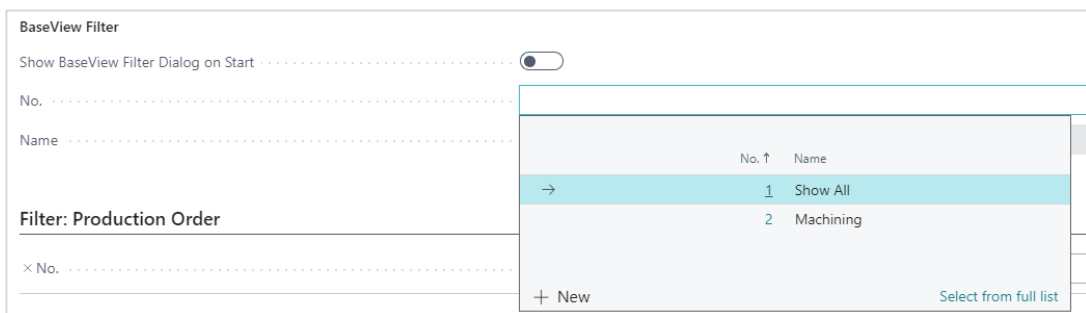 BaseView Filter
Show BaseView Filter Dialog on Start
No.
Name
No. ↑ Name
→ 1 Show All
2 Machining
Filter: Production Order
× No.
+ New Select from full list